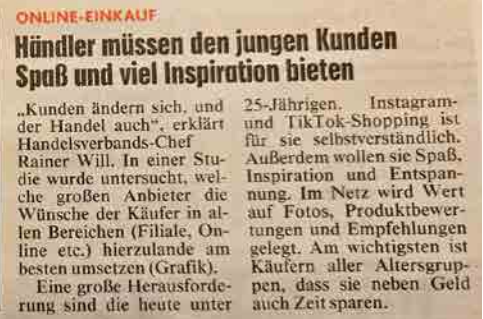 ONLINE-EINKAUF
Händler müssen den jungen Kunden
Spaß und viel Inspiration bieten
„Kunden ändern sich, und
der Handel auch“, erklärt
Handelsverbands-Chef
Rainer Will. In einer Stu-
die wurde untersucht, wel-
che großen Anbieter die
Wünsche der Käufer in al-
len Bereichen (Filiale, On-
line etc.) hierzulande am
besten umsetzen (Grafik).
Eine große Herausforde-
rung sind die heute unter
25-Jährigen. Instagram-
und TikTok-Shopping ist
für sie selbstverständlich.
Außerdem wollen sie Spaß,
Inspiration und Entspan-
nung. Im Netz wird Wert
auf Fotos, Produktbewer-
tungen und Empfehlungen
gelegt. Am wichtigsten ist
Käufern aller Altersgrup-
pen, dass sie neben Geld
auch Zeit sparen.